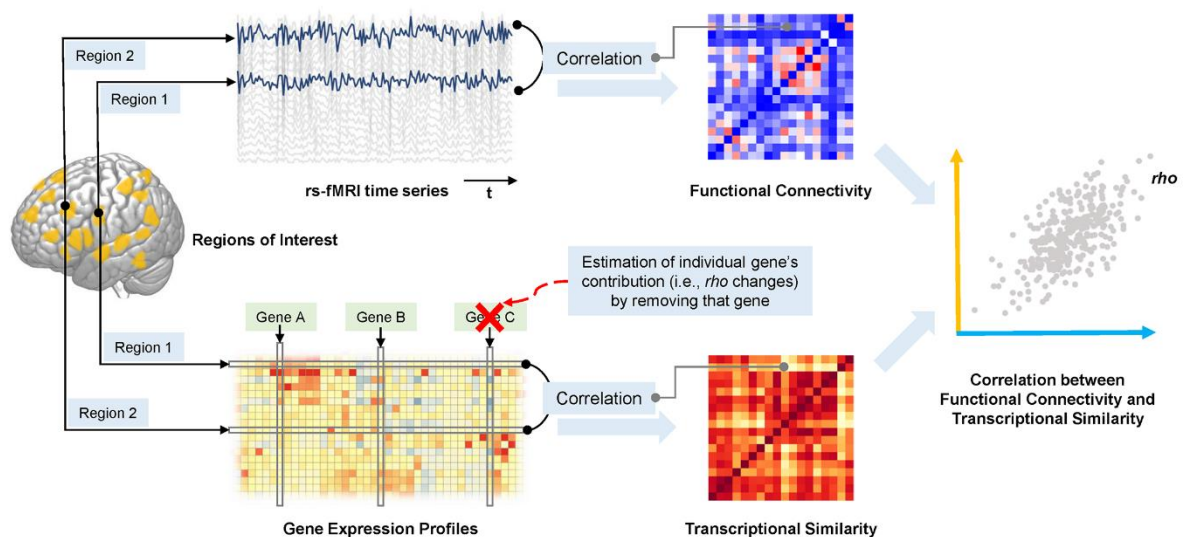 Region 2
Region 1
rs-fMRI time series
t
Correlation
Functional Connectivity
Regions of Interest
rho
Estimation of individual gene's
contribution (i.e., rho changes)
by removing that gene
Gene A
Gene B
Gene C
Region 1
Region 2
Correlation
Gene Expression Profiles
Transcriptional Similarity
Correlation between
Functional Connectivity and
Transcriptional Similarity